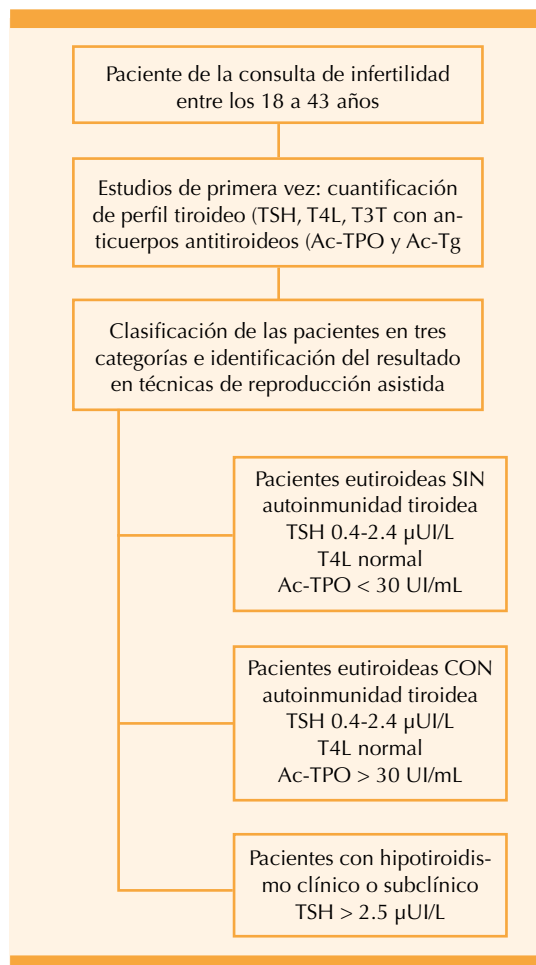 Paciente de la consulta de infertilidad
entre los 18 a 43 años
Estudios de primera vez: cuantificación
de perfil tiroideo (TSH, T4L, T3T con an-
ticuerpos antitiroideos (Ac-TPO y Ac-Tg
Clasificación de las pacientes en tres
categorías e identificación del resultado
en técnicas de reproducción asistida
Pacientes eutiroideas SIN
autoinmunidad tiroidea
TSH 0.4-2.4 µUI/L
T4L normal
Ac-TPO < 30 UI/mL
Pacientes eutiroideas CON
autoinmunidad tiroidea
TSH 0.4-2.4 µUI/L
T4L normal
Ac-TPO > 30 UI/mL
Pacientes con hipotiroidis-
mo clínico o subclínico
TSH > 2.5 µUI/L